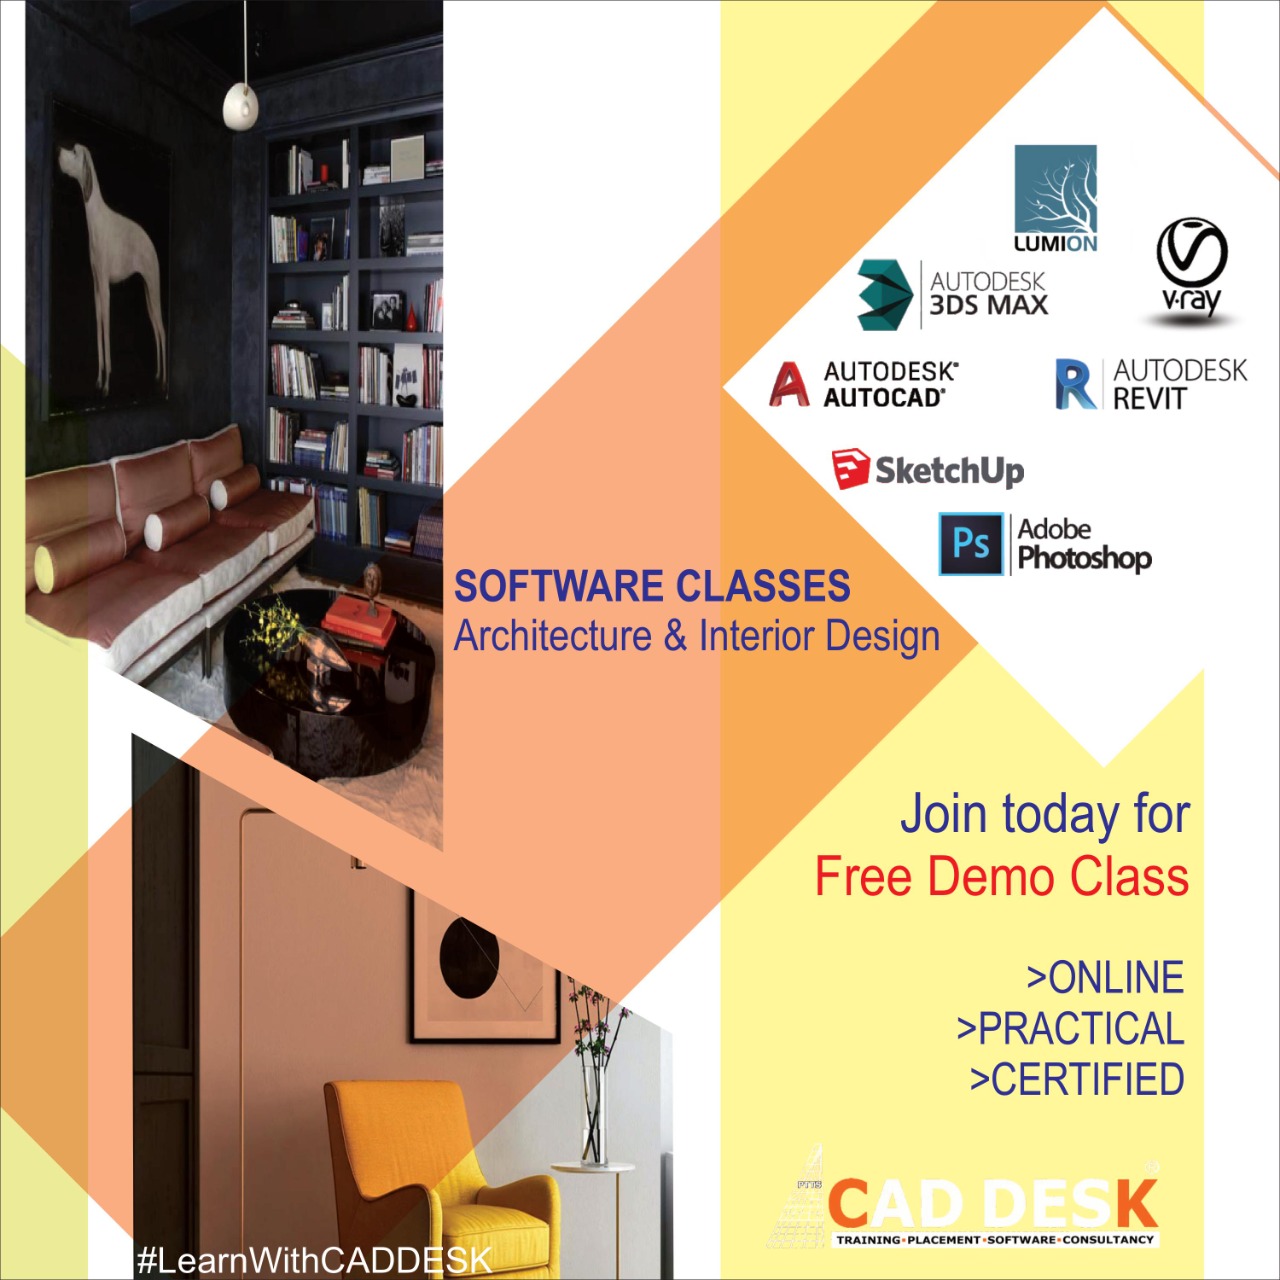 LUMION
v·ray
AUTODESK
3DS MAX
AUTODESK®
AUTOCAD®
R
AUTODESK
REVIT
SketchUp
Ps
Adobe
Photoshop
SOFTWARE CLASSES
Architecture & Interior Design
Join today for
Free Demo Class
>ONLINE
>PRACTICAL
>CERTIFIED
PTTS
CAD DESK®
TRAINING•PLACEMENT•SOFTWARE•CONSULTANCY
#LearnWithCADDESK